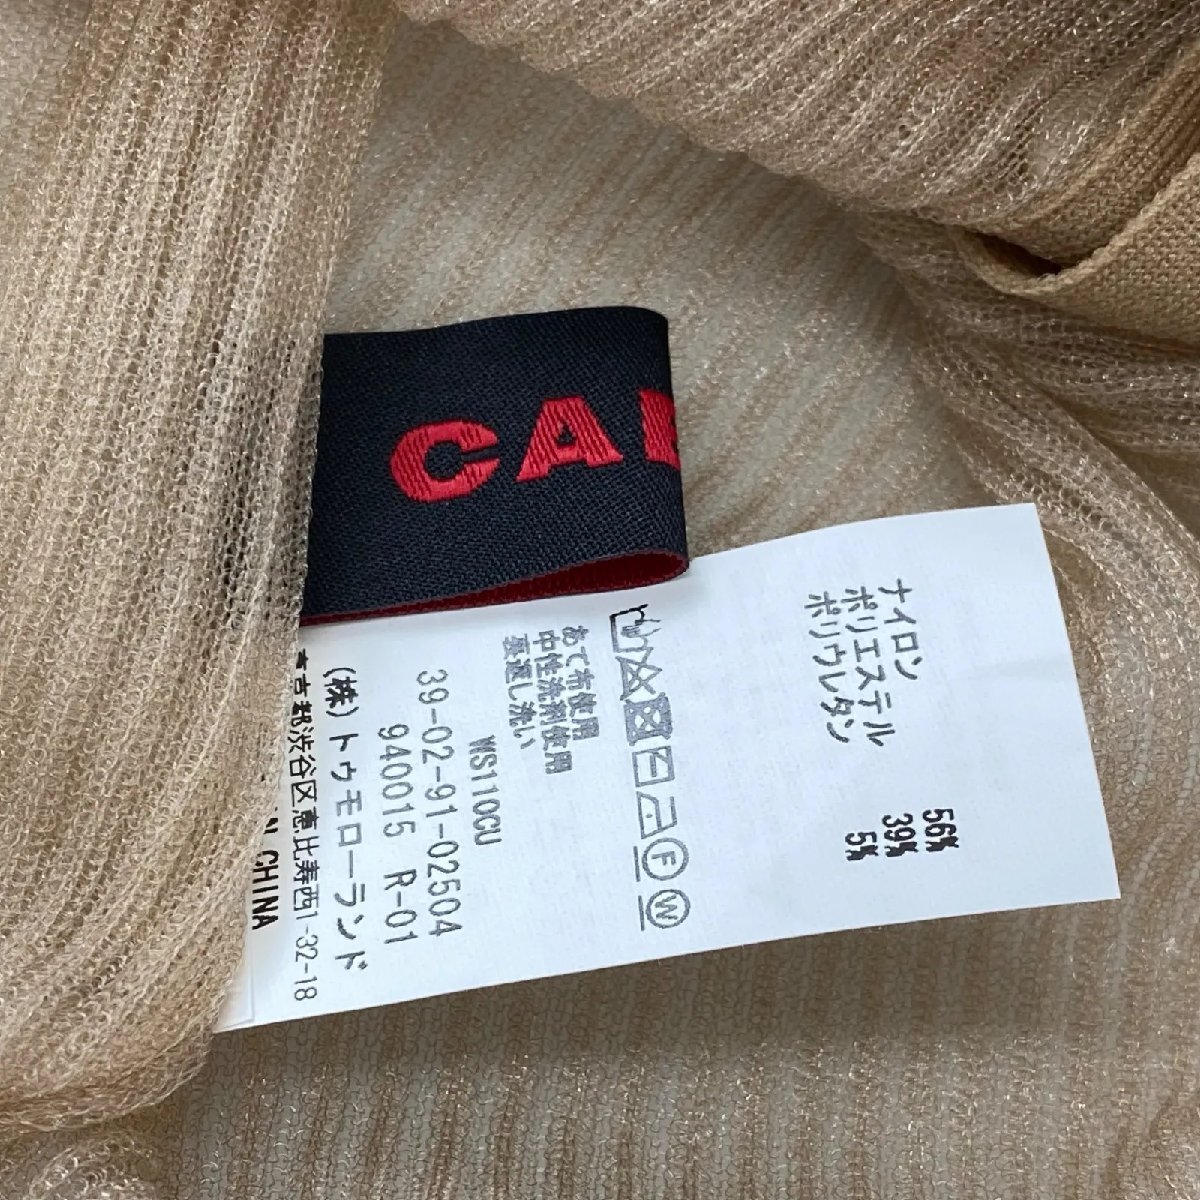 CA
ナイロン 56%
ポリエステル 39%
ポリウレタン 5%
あて布使用
中性洗剤使用
裏返し洗い
WS110CU
39-02-91-02504
940015 R-01
(株)トゥモローランド
京都渋谷区恵比寿西1-32-18
CHINA